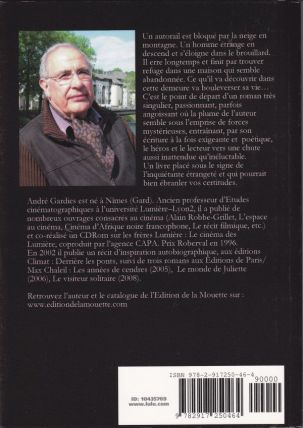 Un autorail est bloqué par la neige en
montagne. Un homme étrange en
descend et s'éloigne dans le brouillard.
Il erre longtemps et finit par trouver
refuge dans une maison qui semble
abandonnée. Ce qu'il va découvrir dans
cette demeure va bouleverser sa vie...
C'est le point de départ d'un roman très
singulier, passionnant, parfois
angoissant où la plume de l'auteur
semble sous l'emprise de forces
mystérieuses, entraînant, par son
écriture à la fois exigeante et poétique,
le héros et le lecteur vers une chute
aussi inattendue qu'inéluctable.
Un livre placé sous le signe de
l'inquiétante étrangeté et qui pourrait
bien ébranler vos certitudes.
André Gardies est né à Nîmes (Gard). Ancien professeur d'Etudes
cinématographiques à l'université Lumière–Lyon2, il a publié de
nombreux ouvrages consacrés au cinéma (Alain Robbe-Grillet, L'espace
au cinéma, Cinéma d'Afrique noire francophone, Le récit filmique, etc.)
et co-réalisé un CDRom sur les frères Lumière : Le cinéma des
Lumière, coproduit par l'agence CAPA. Prix Roberval en 1996.
En 2002 il publie un récit d'inspiration autobiographique, aux éditions
Climat : Derrière les ponts, suivi de trois romans aux Éditions de Paris/
Max Chaleil : Les années de cendres (2005), Le monde de Juliette
(2006), Le visiteur solitaire (2008).
Retrouvez l'auteur et le catalogue de l'Edition de la Mouette sur :
www.editiondelamouette.com
ISBN 978-2-917250-46-4
90000
ID: 10435703
www.lulu.com
9 782917 250464